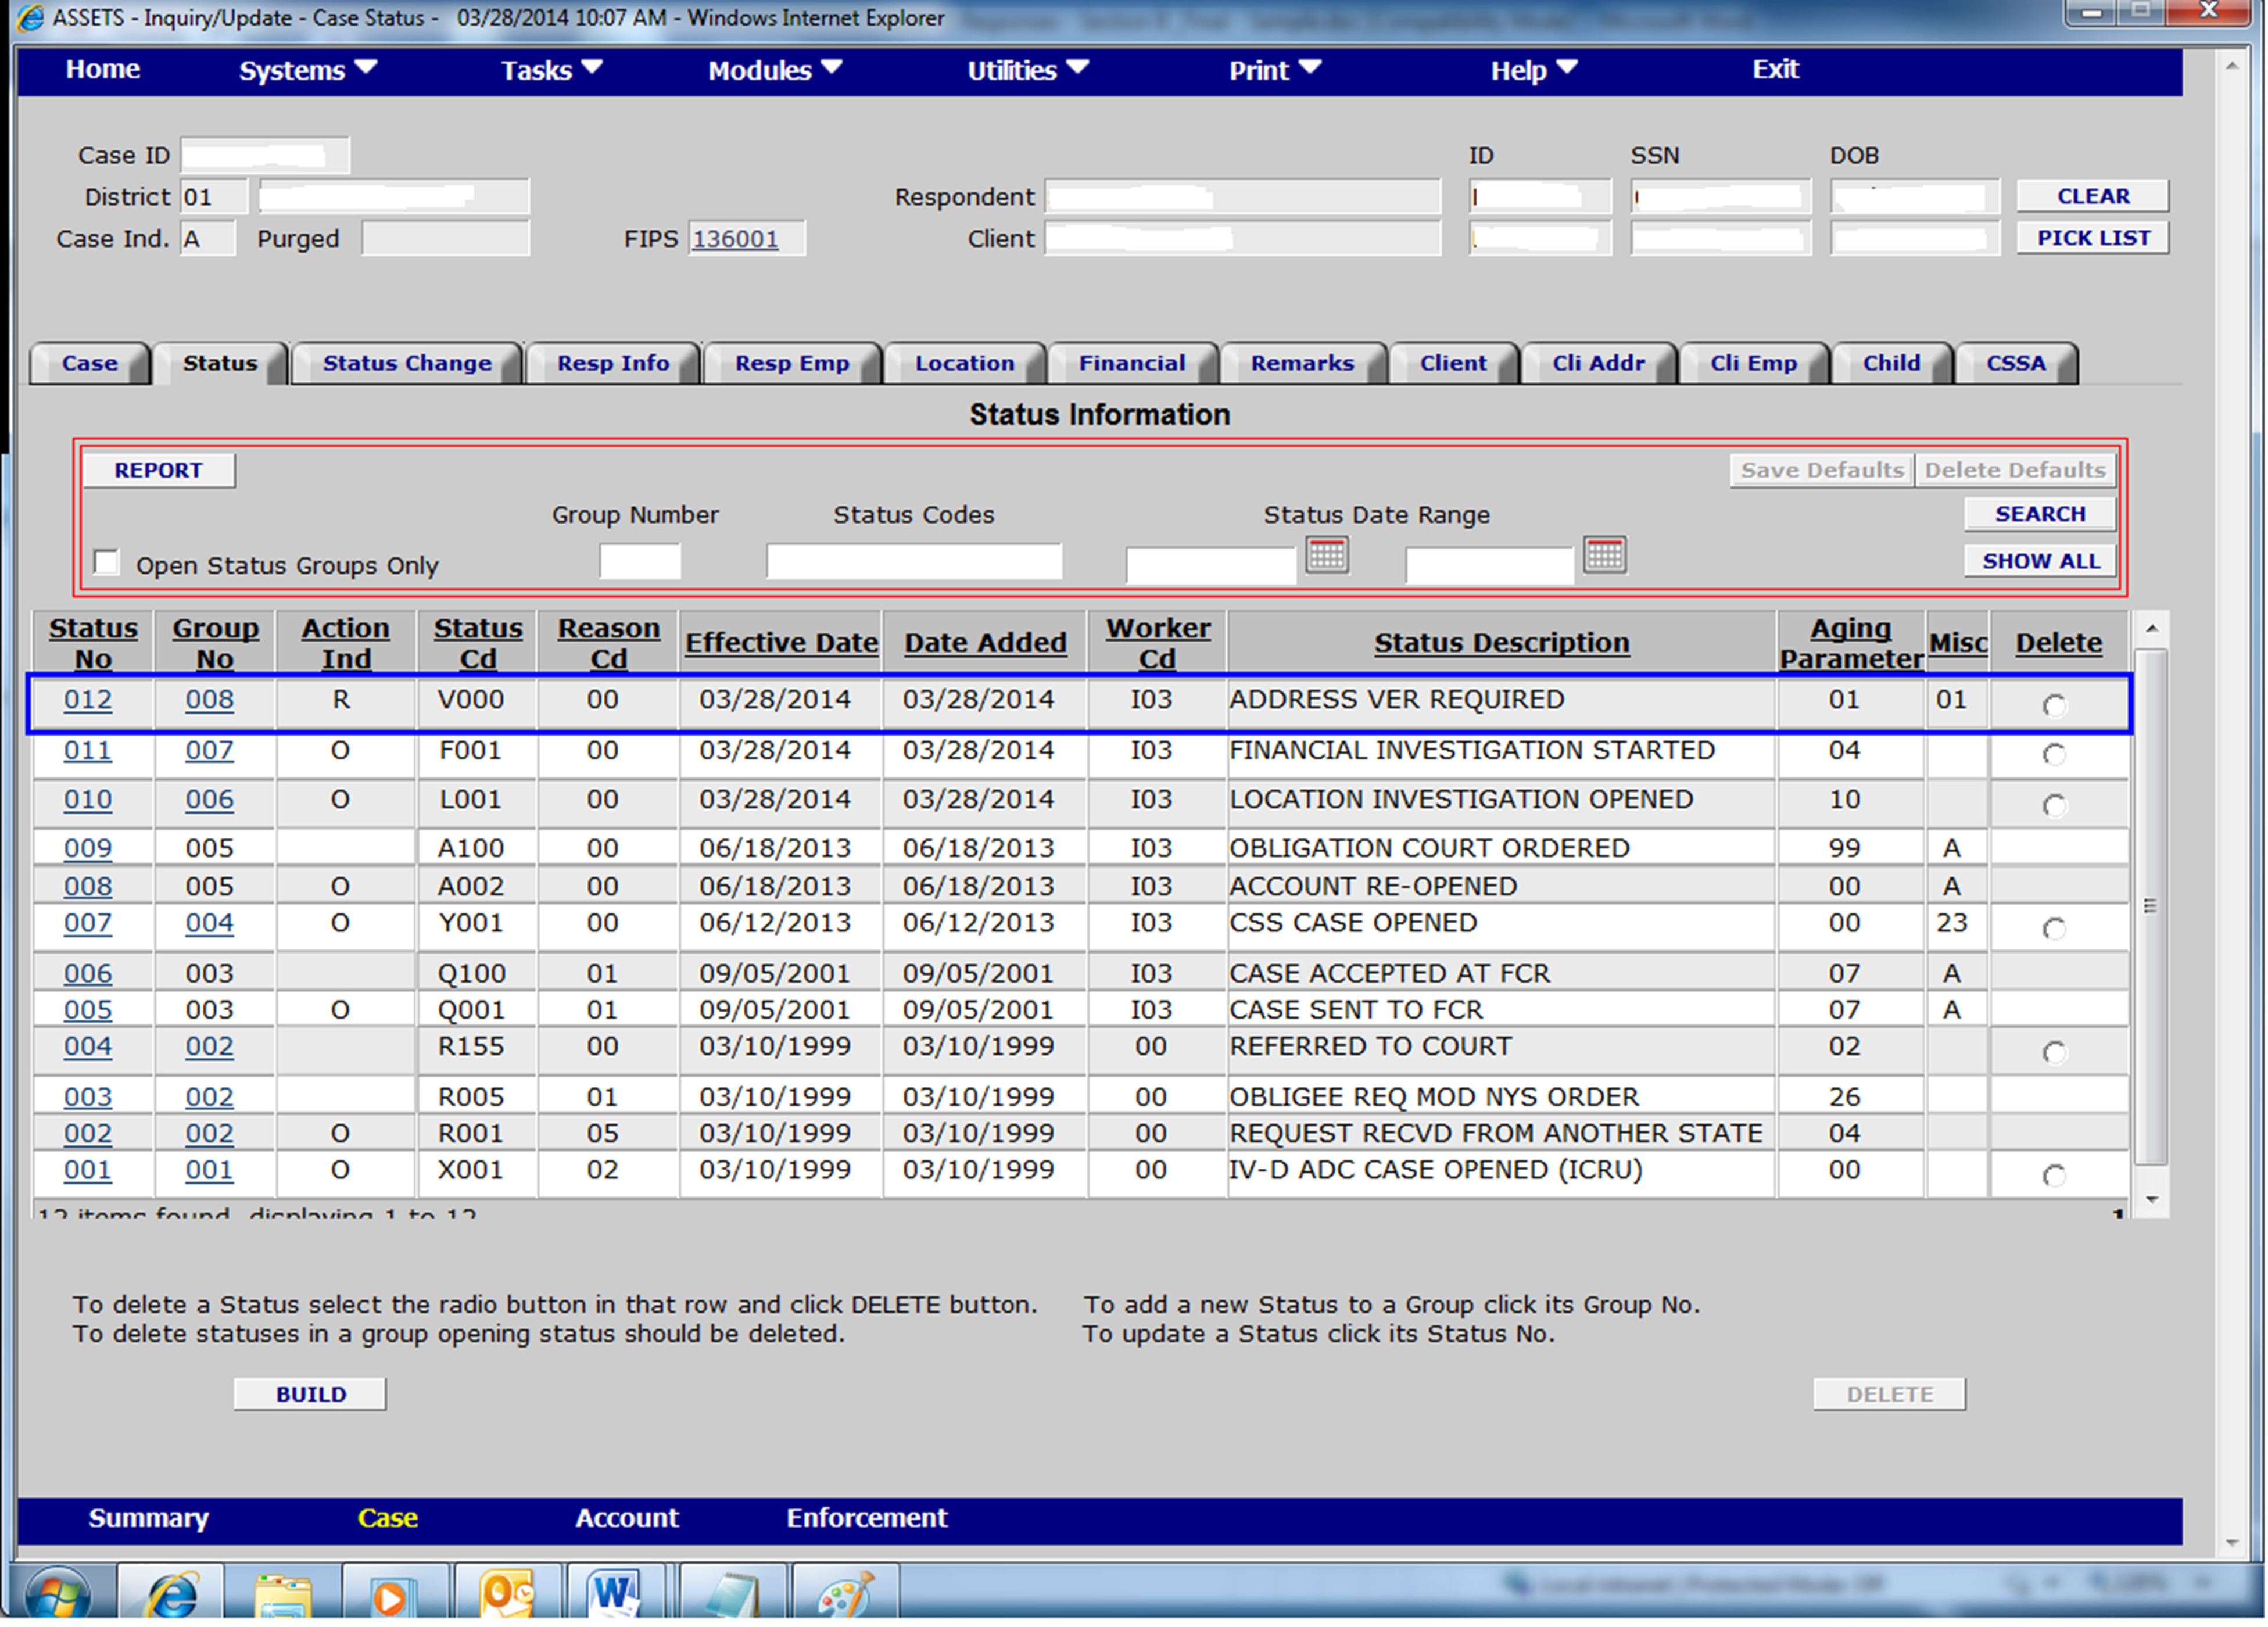 ASSETS - Inquiry/Update - Case Status -   03/28/2014 10:07 AM - Windows Internet Explorer
Home Systems Tasks Modules Utilities Print Help Exit
Case ID ID SSN DOB
District 01 Respondent CLEAR
Case Ind. A Purged FIPS 136001 Client PICK LIST
Case Status Status Change Resp Info Resp Emp Location Financial Remarks Client Cli Addr Cli Emp Child CSSA
Status Information
REPORT Save Defaults Delete Defaults
Group Number Status Codes Status Date Range SEARCH
Open Status Groups Only SHOW ALL
Status No Group No Action Ind Status Cd Reason Cd Effective Date Date Added Worker Cd Status Description Aging Parameter Misc Delete
012 008 R V000 00 03/28/2014 03/28/2014 I03 ADDRESS VER REQUIRED 01 01
011 007 O F001 00 03/28/2014 03/28/2014 I03 FINANCIAL INVESTIGATION STARTED 04
010 006 O L001 00 03/28/2014 03/28/2014 I03 LOCATION INVESTIGATION OPENED 10
009 005 A100 00 06/18/2013 06/18/2013 I03 OBLIGATION COURT ORDERED 99 A
008 005 O A002 00 06/18/2013 06/18/2013 I03 ACCOUNT RE-OPENED 00 A
007 004 O Y001 00 06/12/2013 06/12/2013 I03 CSS CASE OPENED 00 23
006 003 Q100 01 09/05/2001 09/05/2001 I03 CASE ACCEPTED AT FCR 07 A
005 003 O Q001 01 09/05/2001 09/05/2001 I03 CASE SENT TO FCR 07 A
004 002 R155 00 03/10/1999 03/10/1999 00 REFERRED TO COURT 02
003 002 R005 01 03/10/1999 03/10/1999 00 OBLIGEE REQ MOD NYS ORDER 26
002 002 O R001 05 03/10/1999 03/10/1999 00 REQUEST RECVD FROM ANOTHER STATE 04
001 001 O X001 02 03/10/1999 03/10/1999 00 IV-D ADC CASE OPENED (ICRU) 00
12 items found, displaying 1 to 12 1
To delete a Status select the radio button in that row and click DELETE button. To add a new Status to a Group click its Group No.
To delete statuses in a group opening status should be deleted. To update a Status click its Status No.
BUILD DELETE
Summary Case Account Enforcement